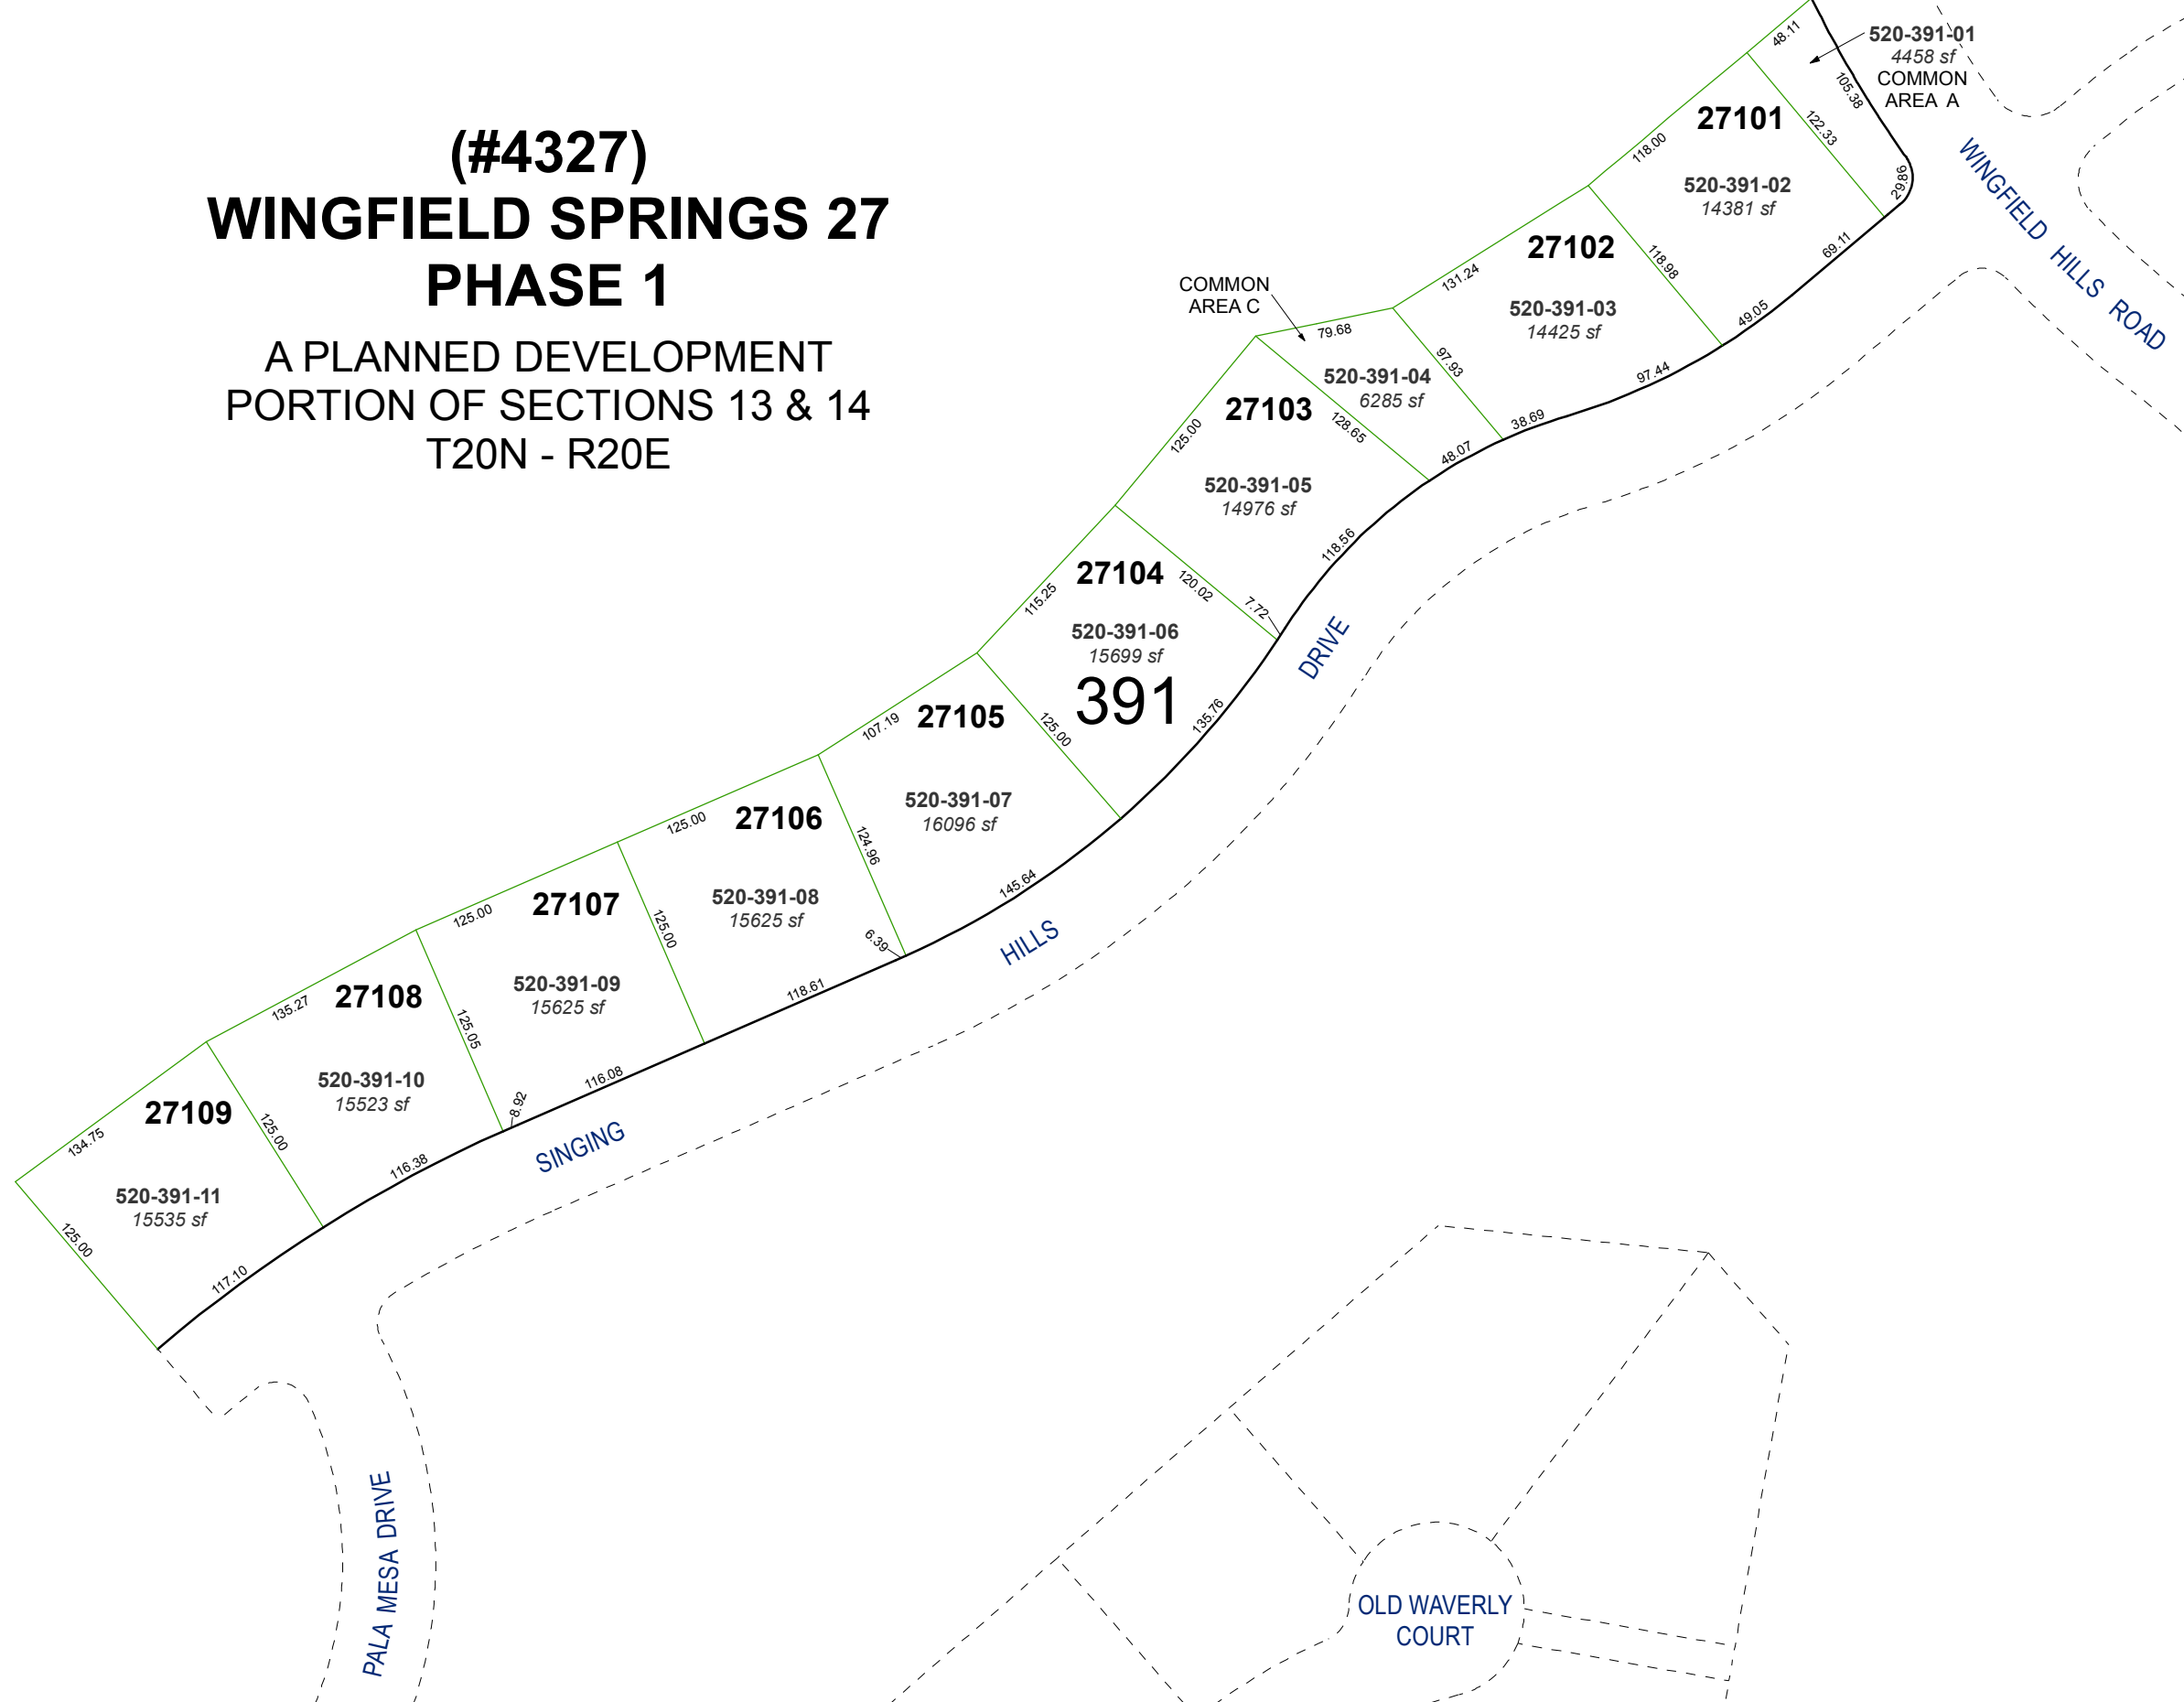 (#4327)
WINGFIELD SPRINGS 27
PHASE 1
A PLANNED DEVELOPMENT
PORTION OF SECTIONS 13 & 14
T20N - R20E
48.11
520-391-01
4458 sf
COMMON
AREA A
105.38
29.86
122.33
27101
118.00
520-391-02
14381 sf
69.11
49.05
118.98
27102
131.24
520-391-03
14425 sf
97.44
38.69
97.93
COMMON
AREA C
79.68
520-391-04
6285 sf
48.07
128.65
27103
125.00
520-391-05
14976 sf
118.56
7.72
120.02
27104
115.25
520-391-06
15699 sf
391
135.76
125.00
27105
107.19
520-391-07
16096 sf
145.64
124.96
6.39
27106
125.00
520-391-08
15625 sf
118.61
125.00
27107
125.00
520-391-09
15625 sf
116.08
8.92
125.05
27108
135.27
520-391-10
15523 sf
116.38
125.00
27109
134.75
520-391-11
15535 sf
117.10
125.00
WINGFIELD HILLS ROAD
SINGING HILLS DRIVE
PALA MESA DRIVE
OLD WAVERLY
COURT